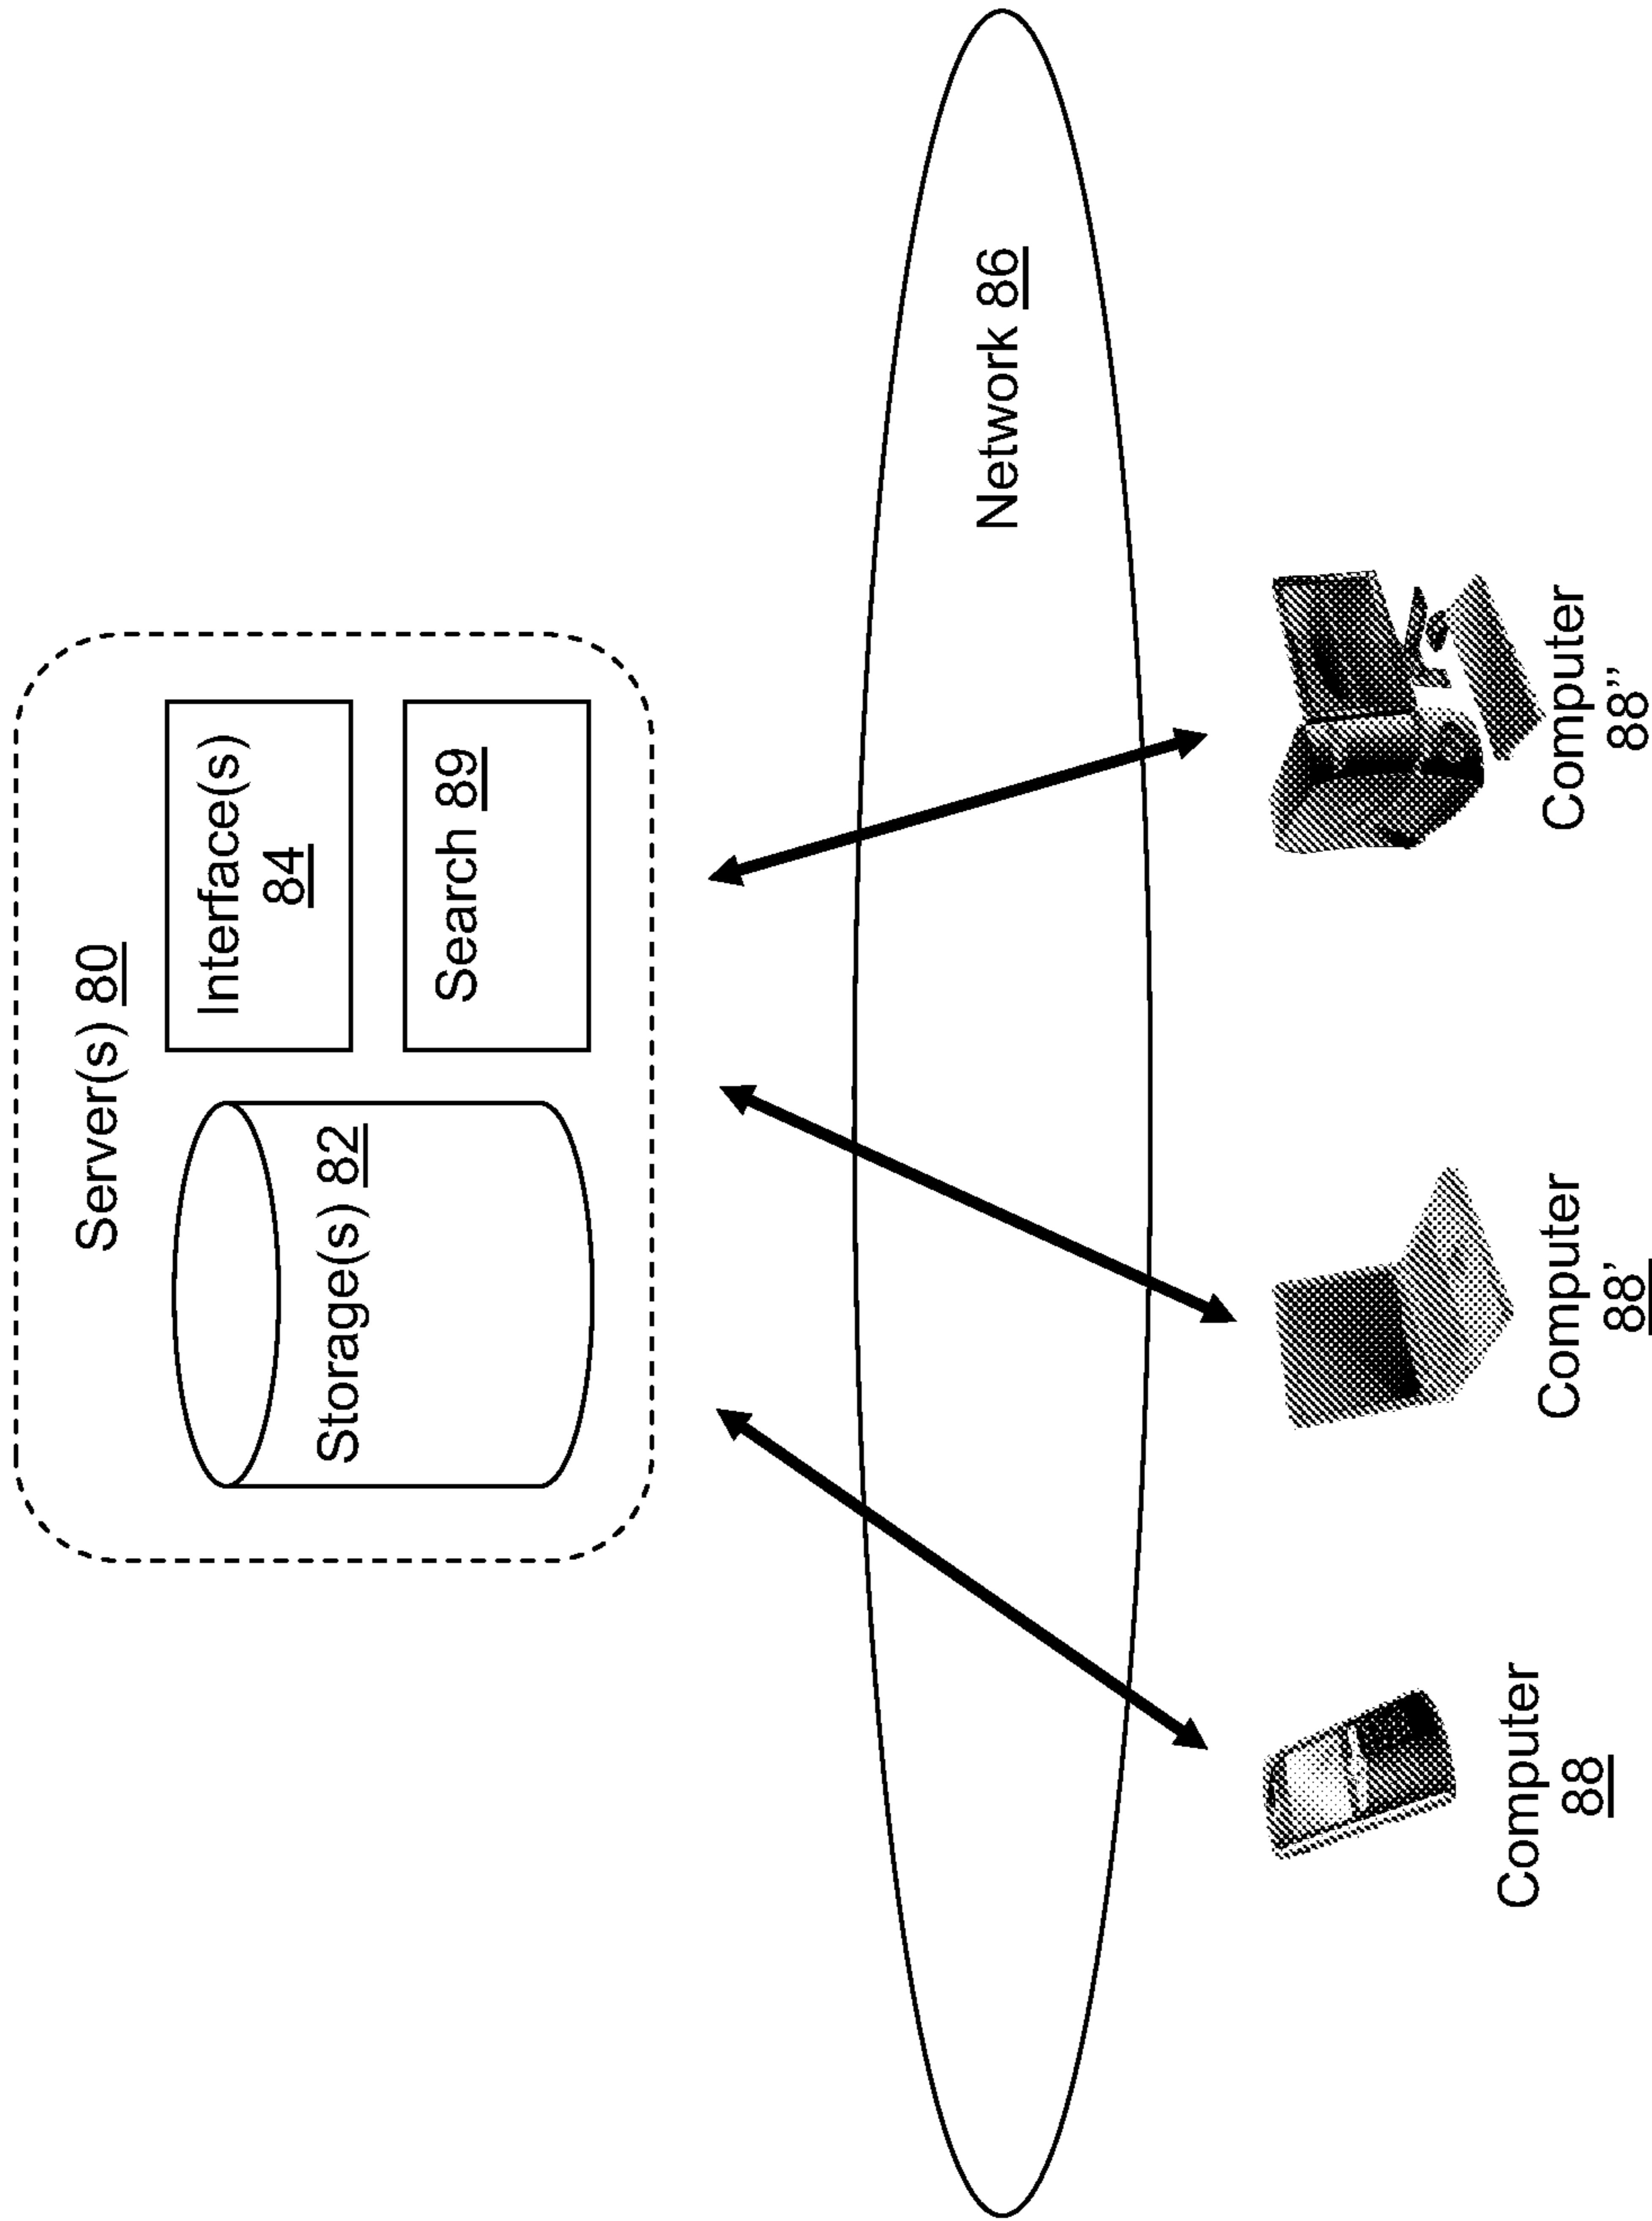 Server(s) 80
Storage(s) 82
Interface(s)
84
Search 89
Network 86
Computer
88
Computer
88'
Computer
88''